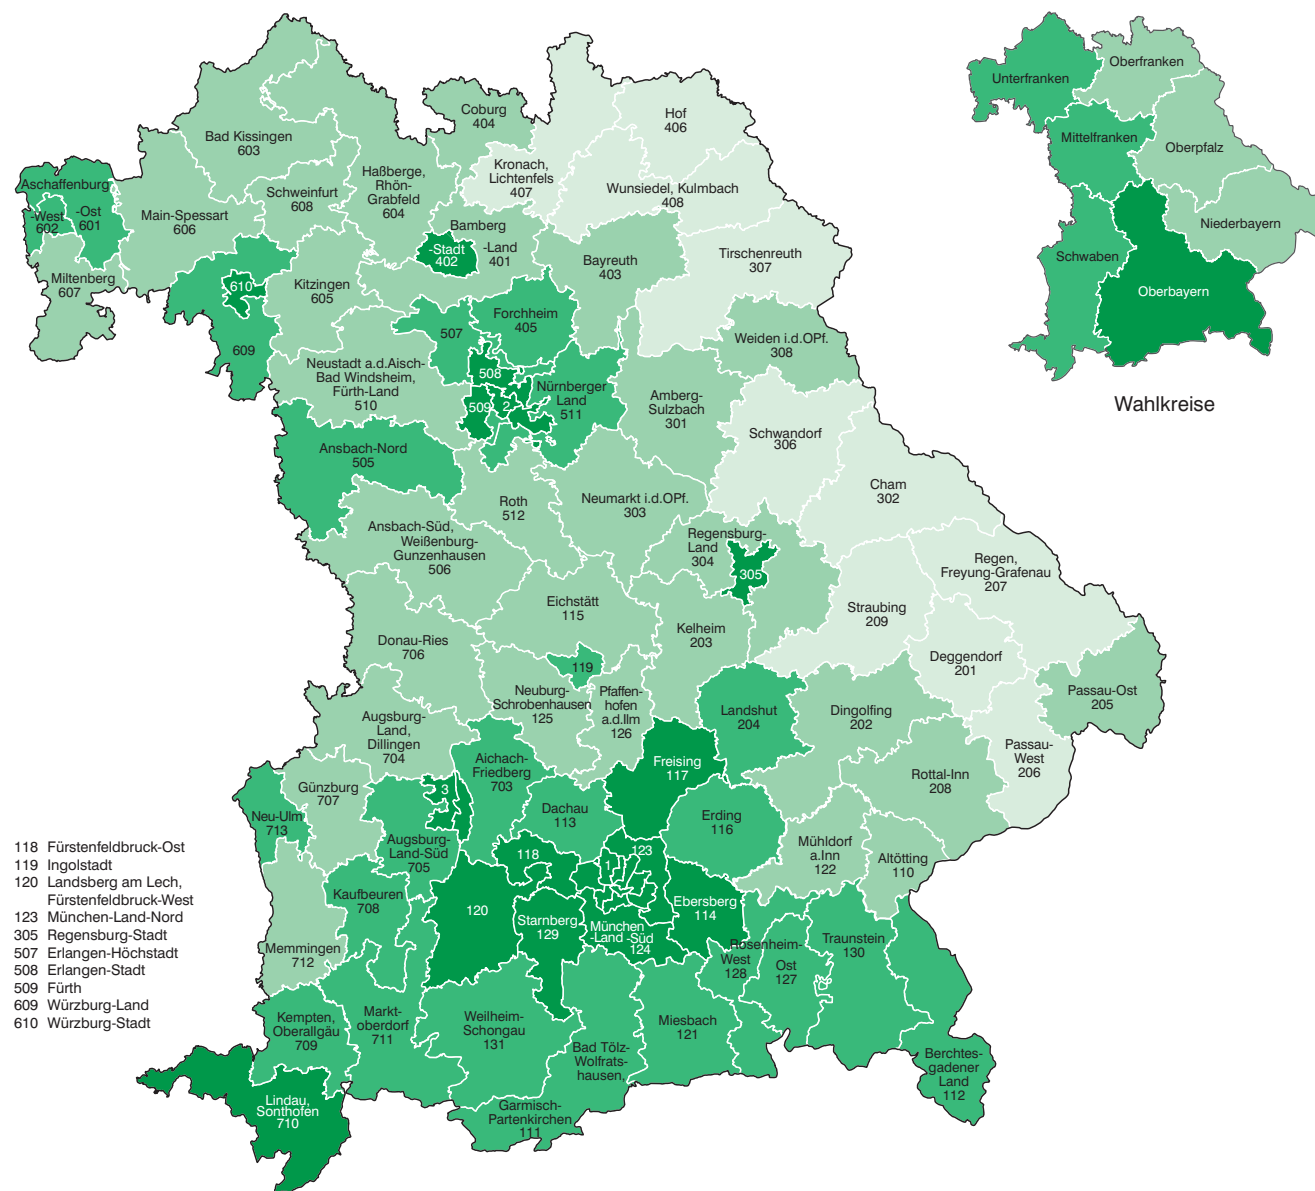 Coburg
404
Hof
406
Bad Kissingen
603
Kronach,
Lichtenfels
407
Haßberge,
Rhön-
Grabfeld
604
Schweinfurt
608
Wunsiedel, Kulmbach
408
Aschaffenburg
-West
602
-Ost
601
Main-Spessart
606
Bamberg
-Stadt
402
-Land
401
Bayreuth
403
Tirschenreuth
307
Miltenberg
607
610
Kitzingen
605
609
507
Forchheim
405
Weiden i.d.OPf.
308
Neustadt a.d.Aisch-
Bad Windsheim,
Fürth-Land
510
508
509
2
Nürnberger
Land
511
Amberg-
Sulzbach
301
Schwandorf
306
Ansbach-Nord
505
Cham
302
Roth
512
Neumarkt i.d.OPf.
303
Ansbach-Süd,
Weißenburg-
Gunzenhausen
506
Regensburg-
Land
304
305
Regen,
Freyung-Grafenau
207
Eichstätt
115
Straubing
209
Kelheim
203
Donau-Ries
706
Deggendorf
201
119
Neuburg-
Schrobenhausen
125
Pfaffen-
hofen
a.d.Ilm
126
Passau-Ost
205
Landshut
204
Dingolfing
202
Augsburg-
Land,
Dillingen
704
Passau-
West
206
Aichach-
Friedberg
703
Freising
117
Rottal-Inn
208
Günzburg
707
3
Neu-Ulm
713
Dachau
113
Erding
116
Augsburg-
Land-Süd
705
Mühldorf
a.Inn
122
Altötting
110
118
123
1
Kaufbeuren
708
120
Starnberg
129
München
-Land -Süd
124
Ebersberg
114
Memmingen
712
Rosenheim-
West
128
Ost
127
Traunstein
130
Kempten,
Oberallgäu
709
Markt-
oberdorf
711
Weilheim-
Schongau
131
Bad Tölz-
Wolfrats-
hausen,
Miesbach
121
Berchtes-
gadener
Land
112
Lindau,
Sonthofen
710
Garmisch-
Partenkirchen
111
Unterfranken
Oberfranken
Mittelfranken
Oberpfalz
Niederbayern
Schwaben
Oberbayern
Wahlkreise
118 Fürstenfeldbruck-Ost
119 Ingolstadt
120 Landsberg am Lech,
Fürstenfeldbruck-West
123 München-Land-Nord
305 Regensburg-Stadt
507 Erlangen-Höchstadt
508 Erlangen-Stadt
509 Fürth
609 Würzburg-Land
610 Würzburg-Stadt